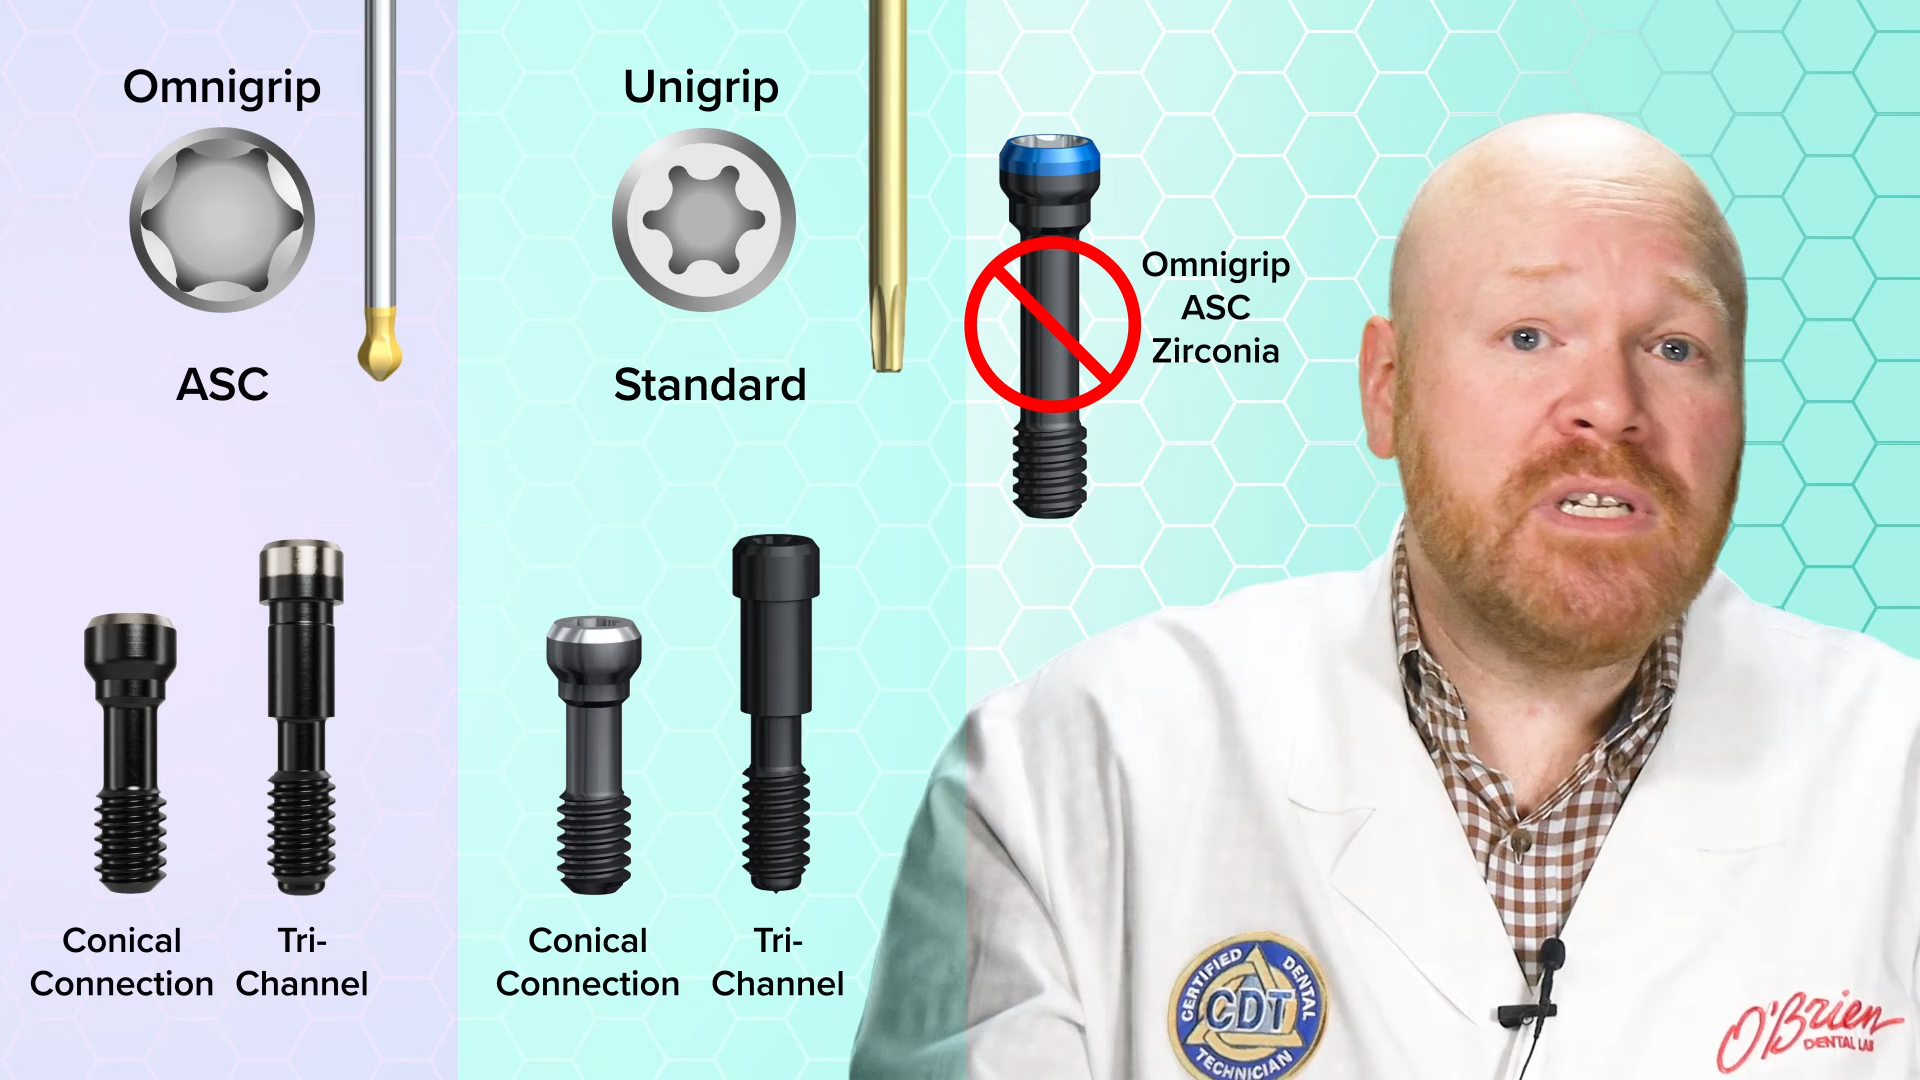 Omnigrip
ASC
Conical
Connection
Tri-
Channel
Unigrip
Standard
Conical
Connection
Tri-
Channel
Omnigrip
ASC
Zirconia
CERTIFIED DENTAL
CDT
TECHNICIAN
O'Brien
DENTAL LAB